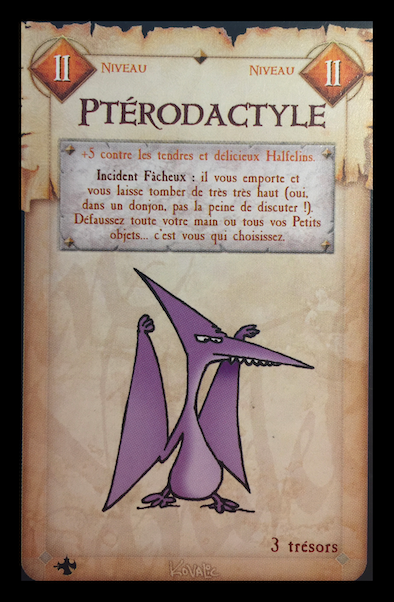 II Niveau Niveau II
Ptérodactyle
+5 contre les tendres et délicieux Halfelins.
Incident Fâcheux : il vous emporte et
vous laisse tomber de très très haut (oui,
dans un donjon, pas la peine de discuter !).
Défaussez toute votre main ou tous vos Petits
objets... c'est vous qui choisissez.
3 trésors
Kovalic